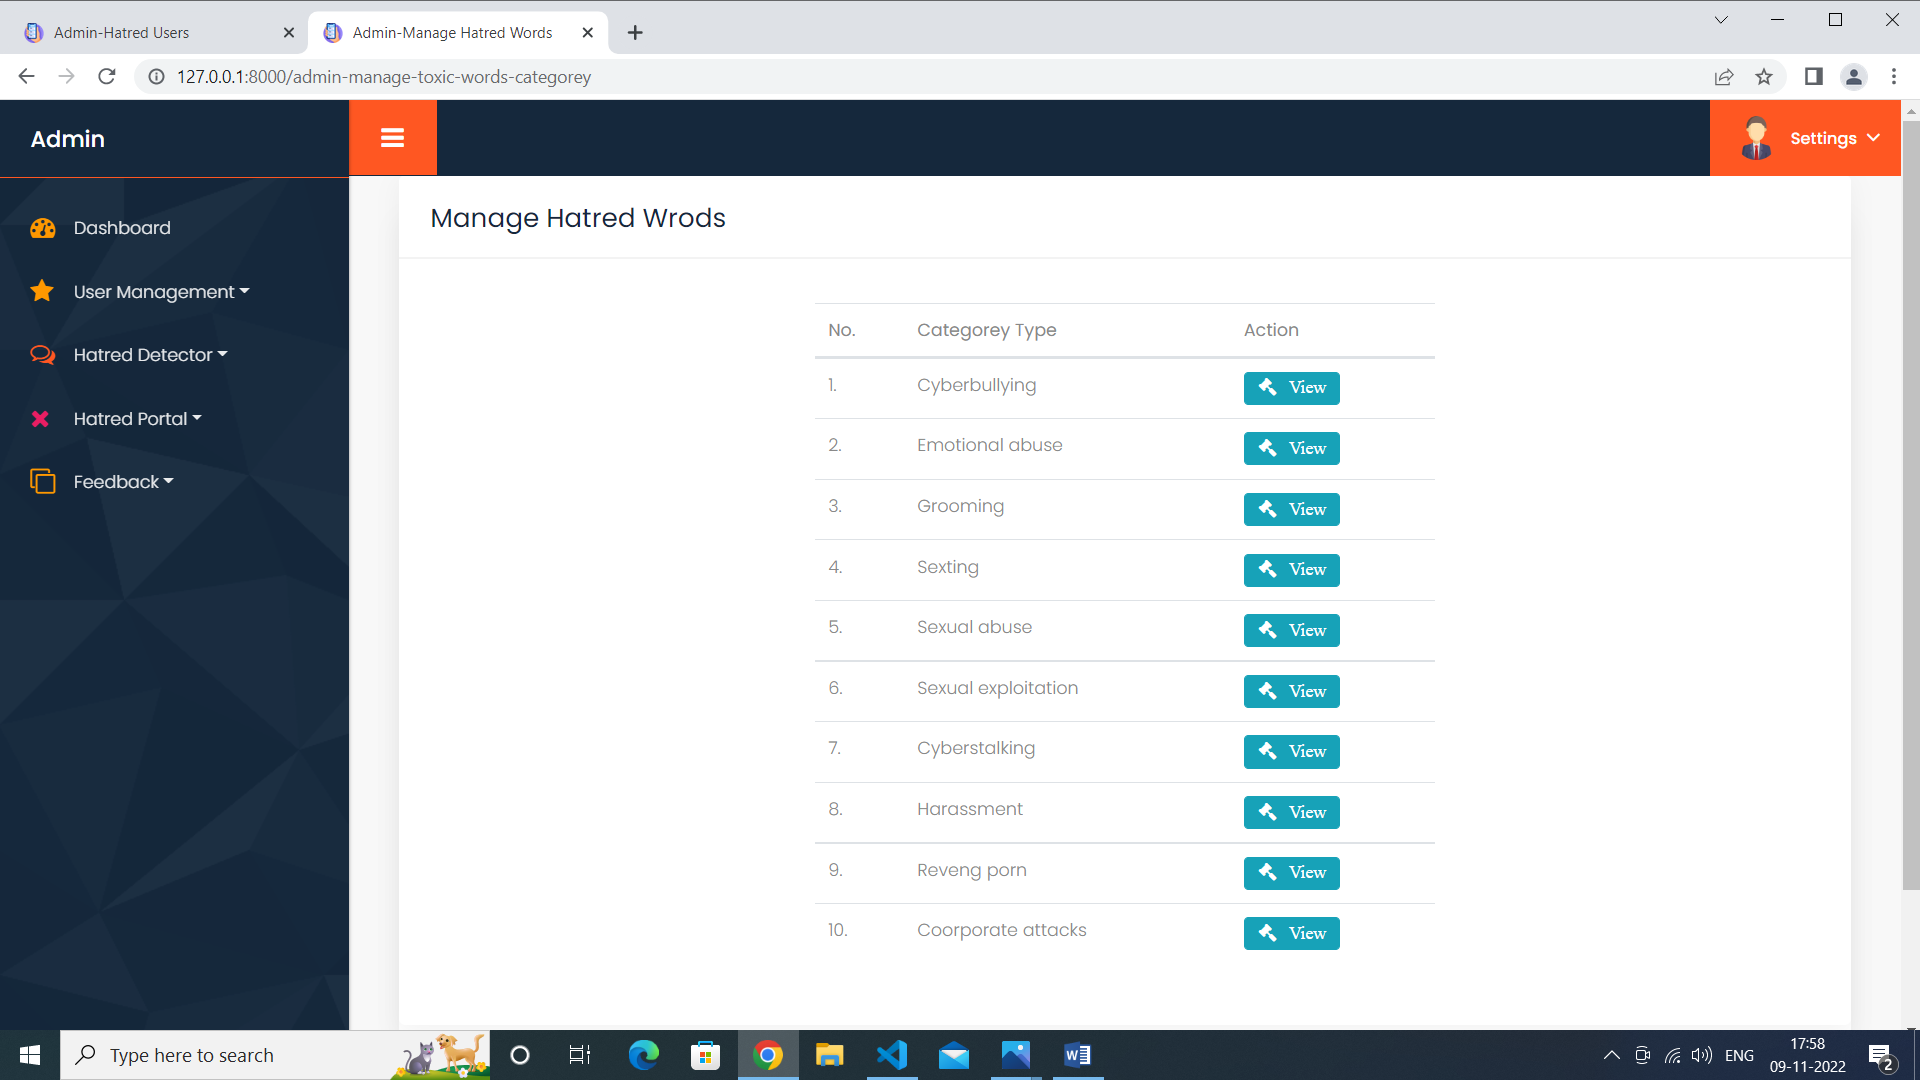 Admin-Hatred Users
Admin-Manage Hatred Words
127.0.0.1:8000/admin-manage-toxic-words-categorey
Admin
Settings
Dashboard
User Management
Hatred Detector
Hatred Portal
Feedback
Manage Hatred Wrods
No. Categorey Type Action
1. Cyberbullying View
2. Emotional abuse View
3. Grooming View
4. Sexting View
5. Sexual abuse View
6. Sexual exploitation View
7. Cyberstalking View
8. Harassment View
9. Reveng porn View
10. Coorporate attacks View
Type here to search
ENG
17:58
09-11-2022
2